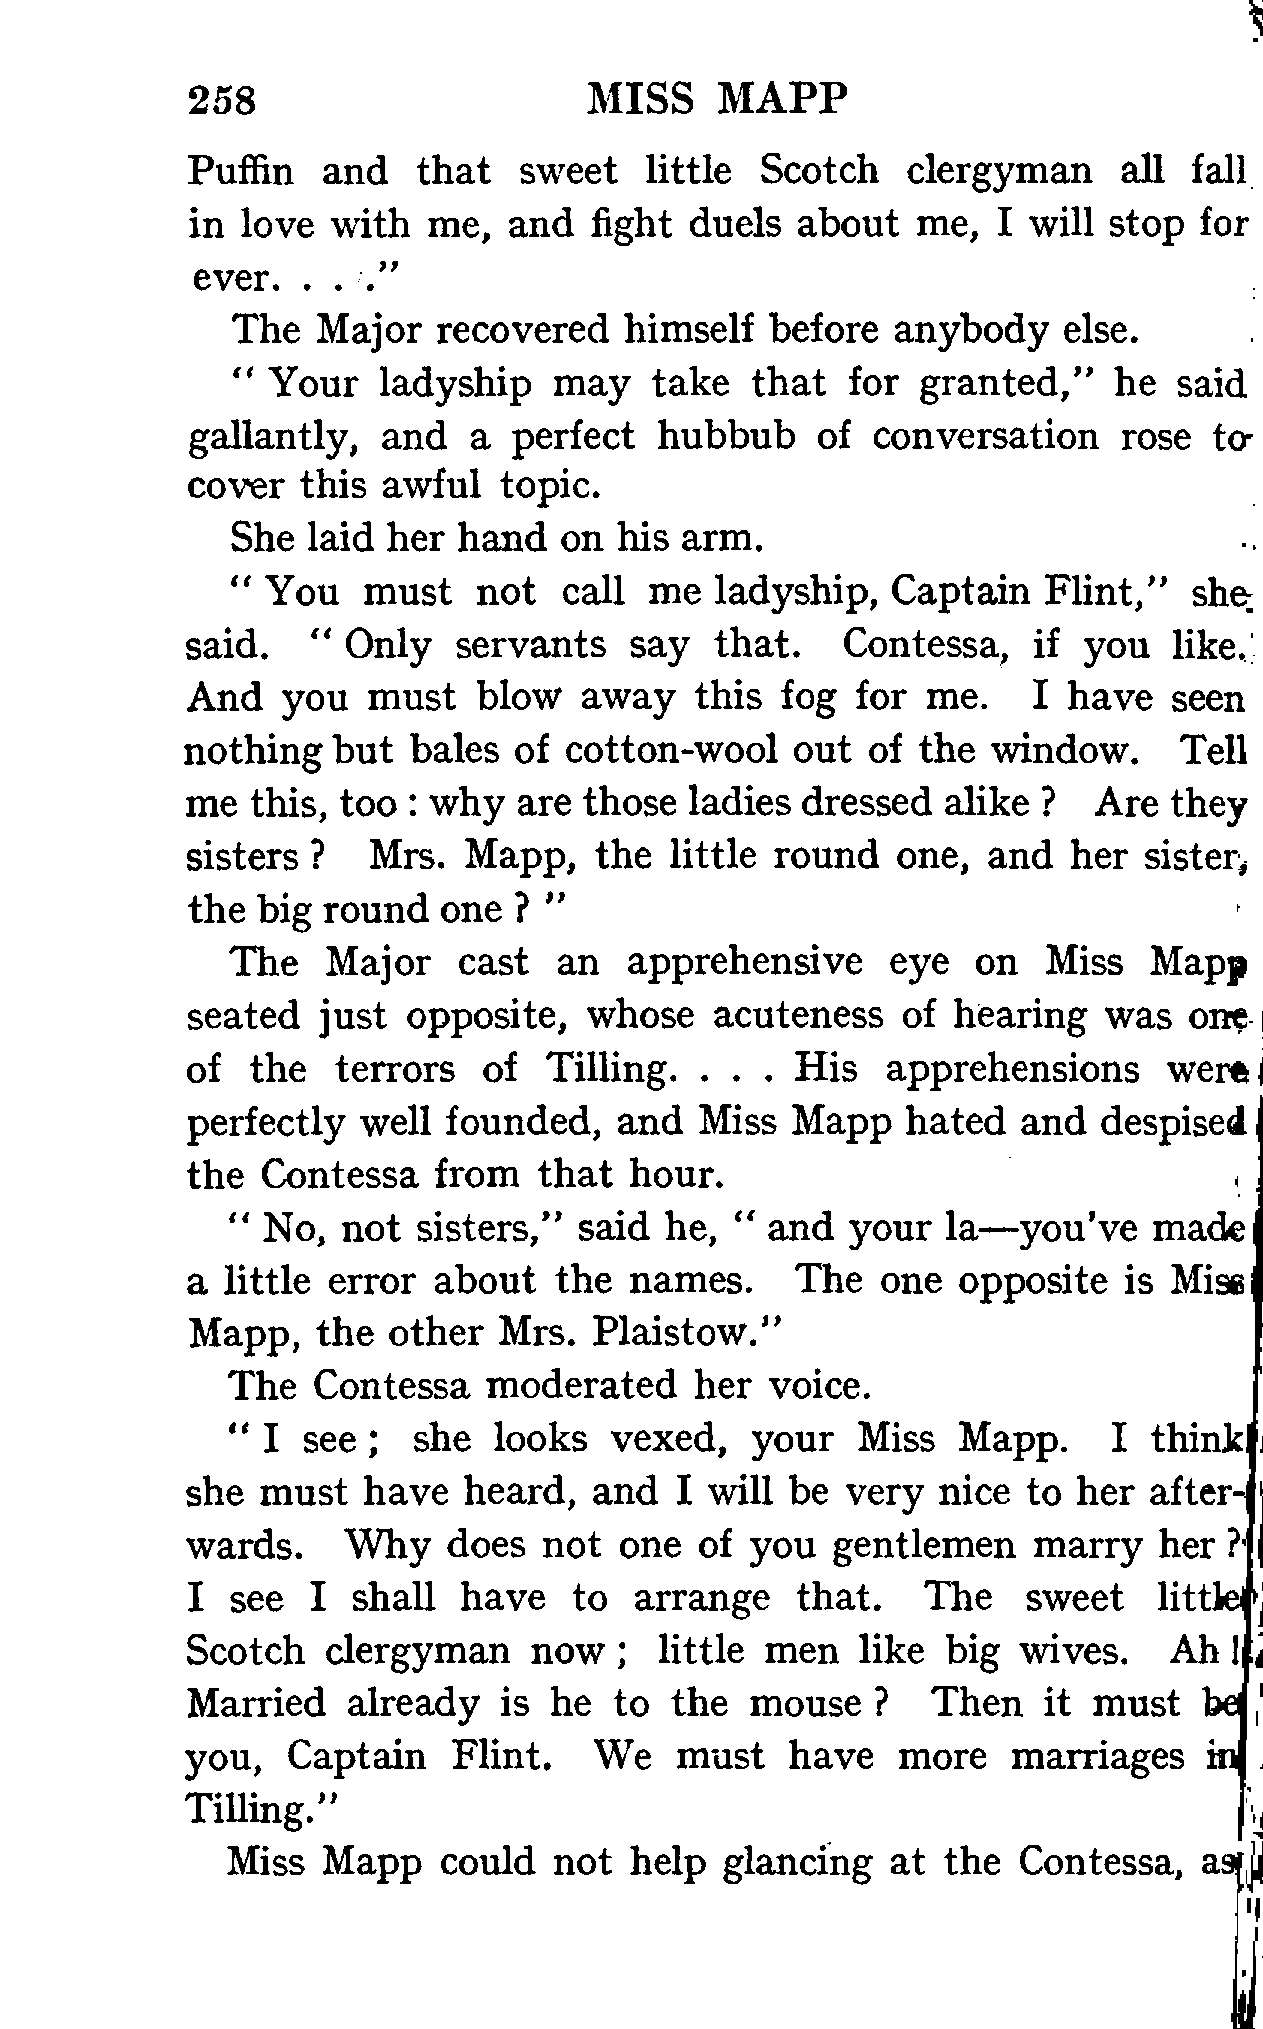 258 MISS MAPP
Puffin and that sweet little Scotch clergyman all fall
in love with me, and fight duels about me, I will stop for
ever. . . ."
The Major recovered himself before anybody else.
" Your ladyship may take that for granted," he said
gallantly, and a perfect hubbub of conversation rose to
cover this awful topic.
She laid her hand on his arm.
" You must not call me ladyship, Captain Flint," she
said. " Only servants say that. Contessa, if you like.
And you must blow away this fog for me. I have seen
nothing but bales of cotton-wool out of the window. Tell
me this, too : why are those ladies dressed alike ? Are they
sisters ? Mrs. Mapp, the little round one, and her sister,
the big round one ? "
The Major cast an apprehensive eye on Miss Mapp
seated just opposite, whose acuteness of hearing was one
of the terrors of Tilling. . . . His apprehensions were
perfectly well founded, and Miss Mapp hated and despised
the Contessa from that hour.
" No, not sisters," said he, " and your la—you've made
a little error about the names. The one opposite is Miss
Mapp, the other Mrs. Plaistow."
The Contessa moderated her voice.
" I see ; she looks vexed, your Miss Mapp. I think
she must have heard, and I will be very nice to her after-
wards. Why does not one of you gentlemen marry her ?
I see I shall have to arrange that. The sweet little
Scotch clergyman now ; little men like big wives. Ah !
Married already is he to the mouse ? Then it must be
you, Captain Flint. We must have more marriages in
Tilling."
Miss Mapp could not help glancing at the Contessa, as